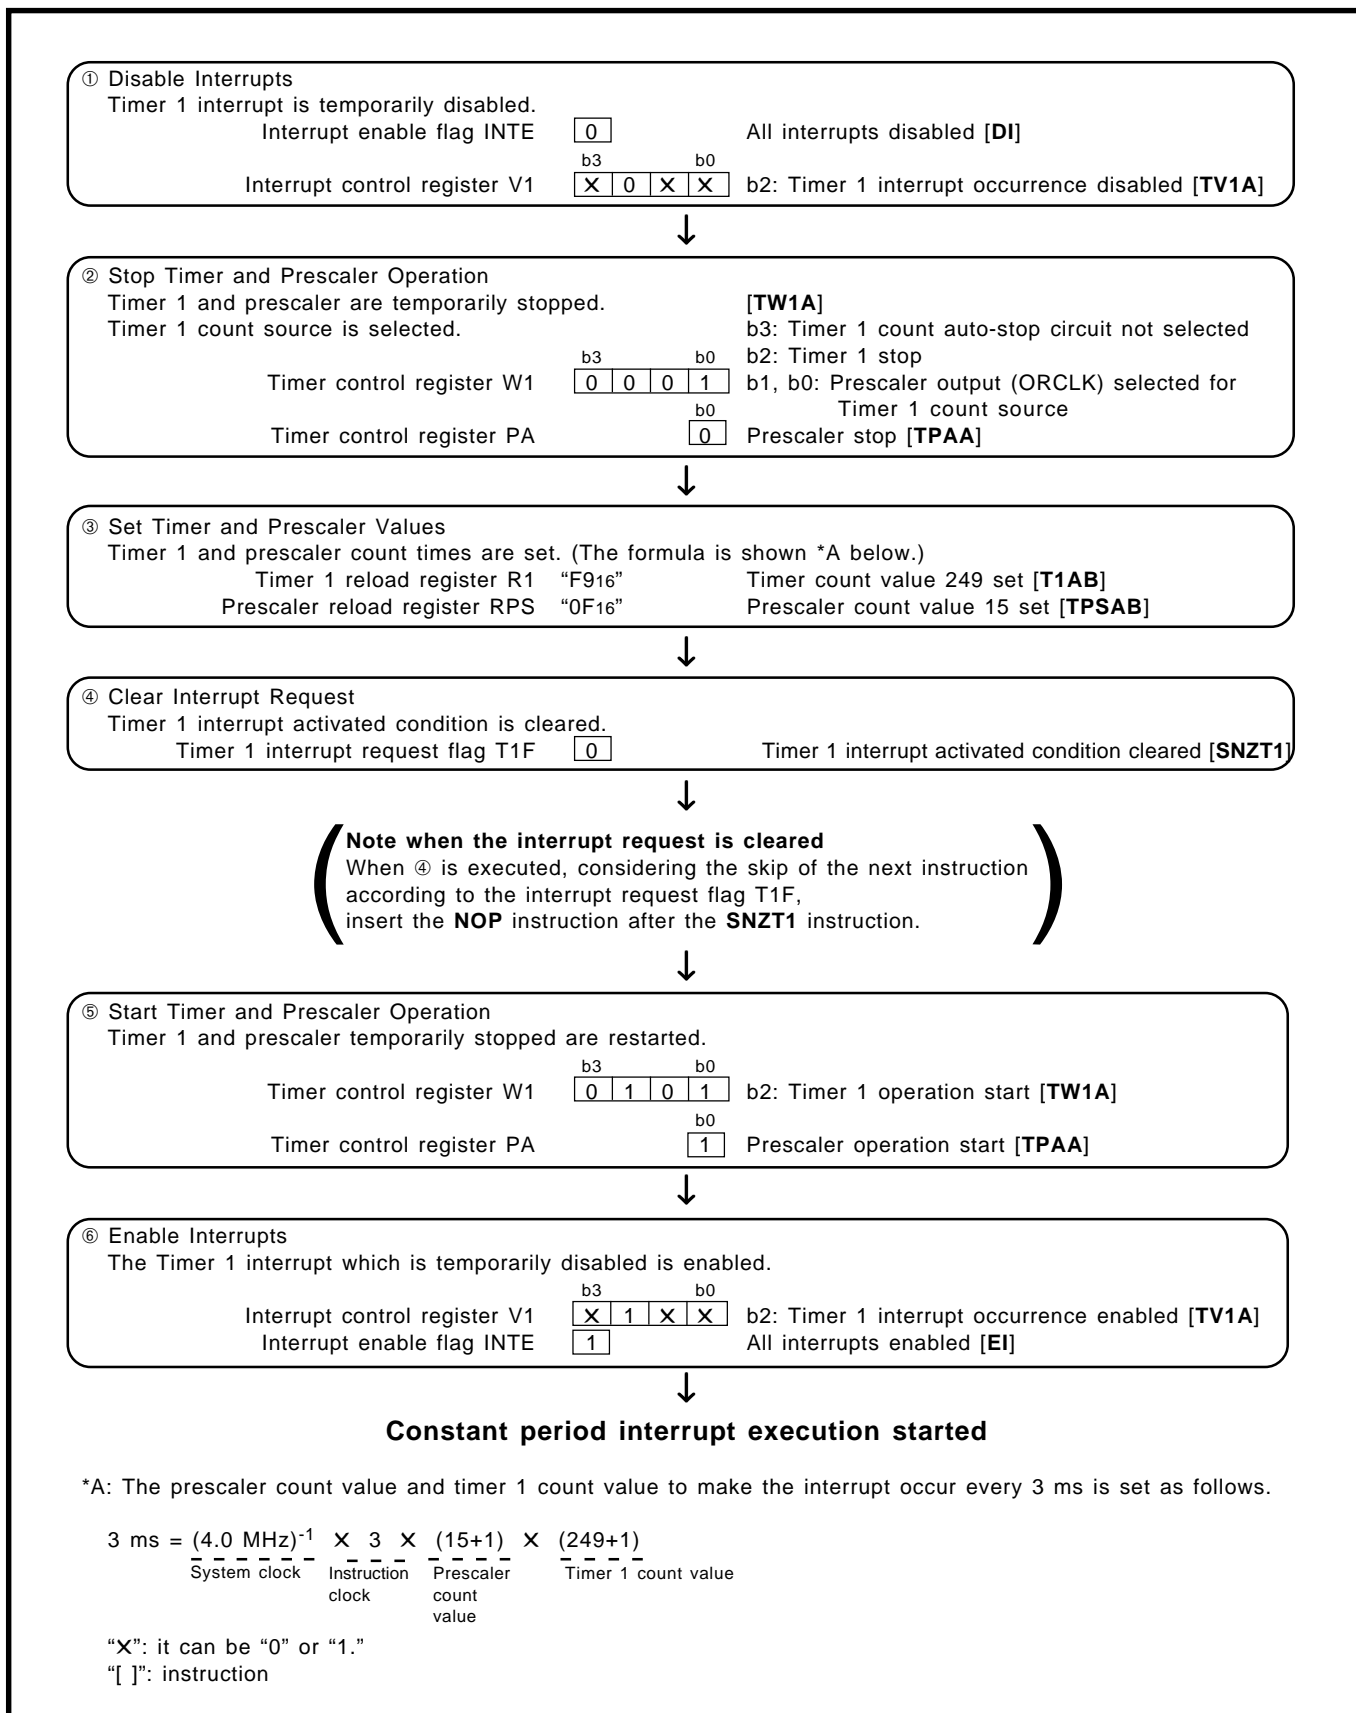 ① Disable Interrupts
Timer 1 interrupt is temporarily disabled.
Interrupt enable flag INTE 0 All interrupts disabled [DI]
b3 b0
Interrupt control register V1 X 0 X X b2: Timer 1 interrupt occurrence disabled [TV1A]
↓
② Stop Timer and Prescaler Operation
Timer 1 and prescaler are temporarily stopped. [TW1A]
Timer 1 count source is selected. b3: Timer 1 count auto-stop circuit not selected
b3 b0 b2: Timer 1 stop
Timer control register W1 0 0 0 1 b1, b0: Prescaler output (ORCLK) selected for
Timer 1 count source
b0
Timer control register PA 0 Prescaler stop [TPAA]
↓
③ Set Timer and Prescaler Values
Timer 1 and prescaler count times are set. (The formula is shown *A below.)
Timer 1 reload register R1 “F916” Timer count value 249 set [T1AB]
Prescaler reload register RPS “0F16” Prescaler count value 15 set [TPSAB]
↓
④ Clear Interrupt Request
Timer 1 interrupt activated condition is cleared.
Timer 1 interrupt request flag T1F 0 Timer 1 interrupt activated condition cleared [SNZT1]
↓
Note when the interrupt request is cleared
When ④ is executed, considering the skip of the next instruction
according to the interrupt request flag T1F,
insert the NOP instruction after the SNZT1 instruction.
↓
⑤ Start Timer and Prescaler Operation
Timer 1 and prescaler temporarily stopped are restarted.
b3 b0
Timer control register W1 0 1 0 1 b2: Timer 1 operation start [TW1A]
b0
Timer control register PA 1 Prescaler operation start [TPAA]
↓
⑥ Enable Interrupts
The Timer 1 interrupt which is temporarily disabled is enabled.
b3 b0
Interrupt control register V1 X 1 X X b2: Timer 1 interrupt occurrence enabled [TV1A]
Interrupt enable flag INTE 1 All interrupts enabled [EI]
↓
Constant period interrupt execution started
*A: The prescaler count value and timer 1 count value to make the interrupt occur every 3 ms is set as follows.
3 ms = (4.0 MHz)-1 X 3 X (15+1) X (249+1)
System clock Instruction Prescaler Timer 1 count value
clock count
value
“X”: it can be “0” or “1.”
“[ ]”: instruction